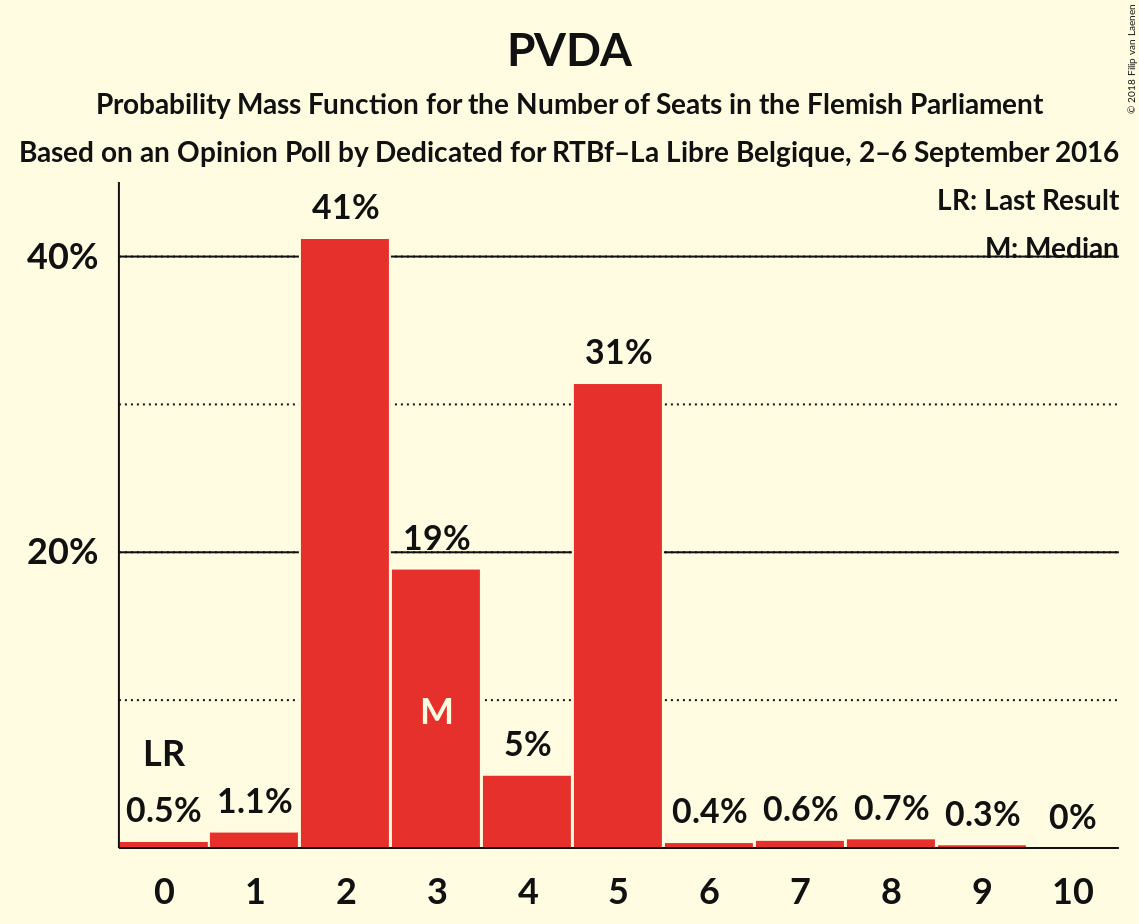 PVDA
Probability Mass Function for the Number of Seats in the Flemish Parliament
Based on an Opinion Poll by Dedicated for RTBf–La Libre Belgique, 2–6 September 2016
© 2018 Filip van Laenen
LR: Last Result
M: Median
40%
20%
LR
0.5%
1.1%
41%
19%
M
5%
31%
0.4%
0.6%
0.7%
0.3%
0%
0 1 2 3 4 5 6 7 8 9 10